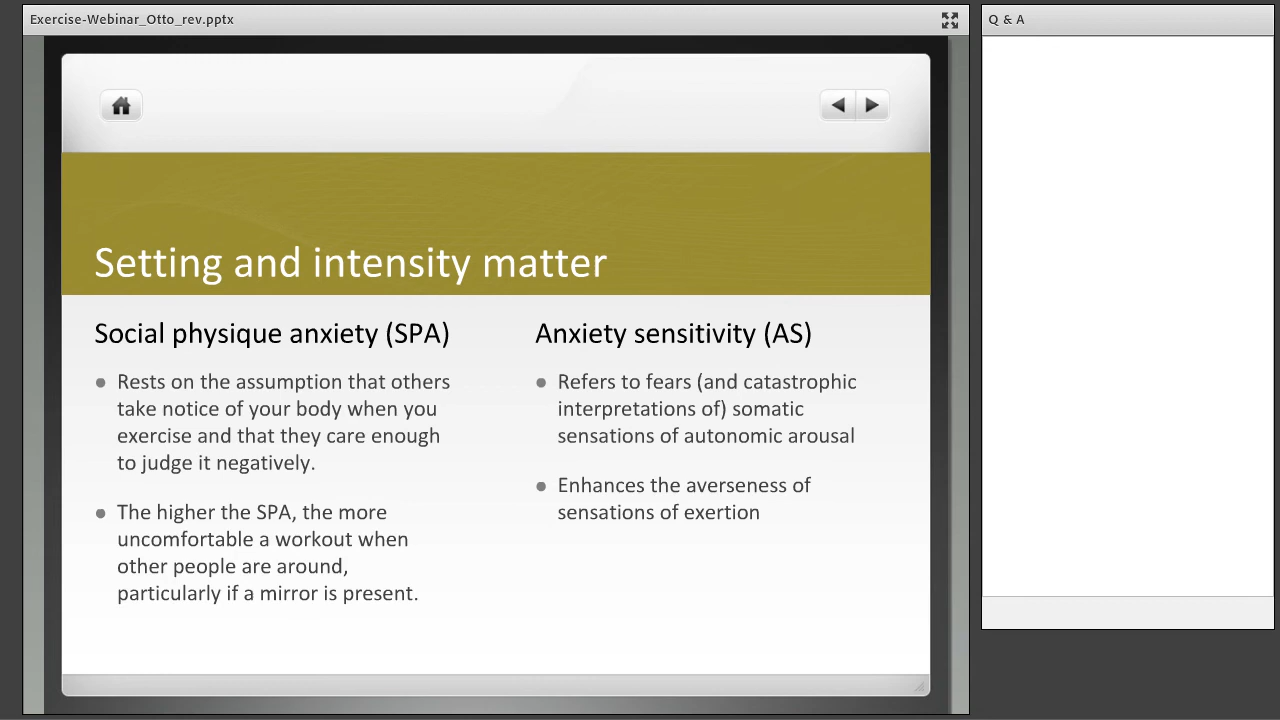 Exercise-Webinar_Otto_rev.pptx
Q & A
Setting and intensity matter
Social physique anxiety (SPA)
Rests on the assumption that others
take notice of your body when you
exercise and that they care enough
to judge it negatively.
The higher the SPA, the more
uncomfortable a workout when
other people are around,
particularly if a mirror is present.
Anxiety sensitivity (AS)
Refers to fears (and catastrophic
interpretations of) somatic
sensations of autonomic arousal
Enhances the averseness of
sensations of exertion